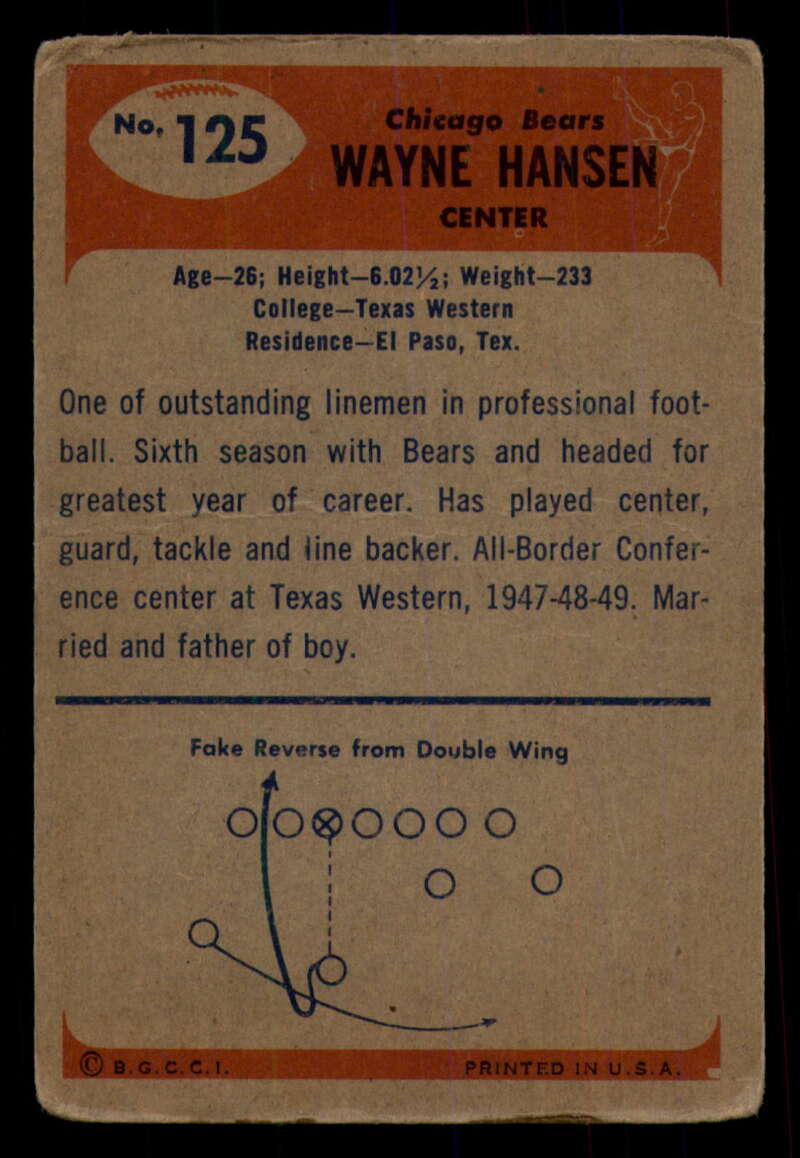 No. 125
Chicago Bears
WAYNE HANSEN
CENTER
Age—26; Height—6.02½; Weight—233
College—Texas Western
Residence—El Paso, Tex.
One of outstanding linemen in professional foot-
ball. Sixth season with Bears and headed for
greatest year of career. Has played center,
guard, tackle and line backer. All-Border Confer-
ence center at Texas Western, 1947-48-49. Mar-
ried and father of boy.
Fake Reverse from Double Wing
© B.G.C.C.I. PRINTED IN U.S.A.